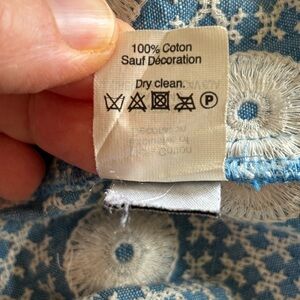 100% Coton
Sauf Décoration
Dry clean.
P